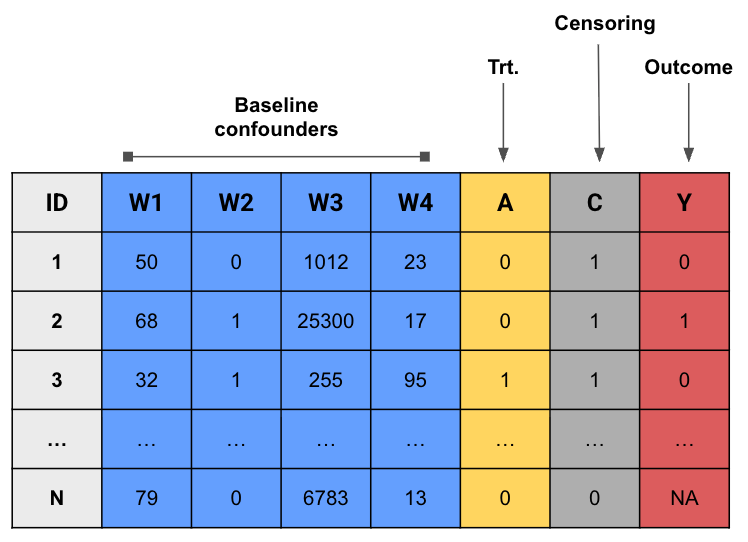 Censoring
Trt.
Outcome
Baseline
confounders
ID W1 W2 W3 W4 A C Y
1 50 0 1012 23 0 1 0
2 68 1 25300 17 0 1 1
3 32 1 255 95 1 1 0
... ... ... ... ... ... ... ...
N 79 0 6783 13 0 0 NA